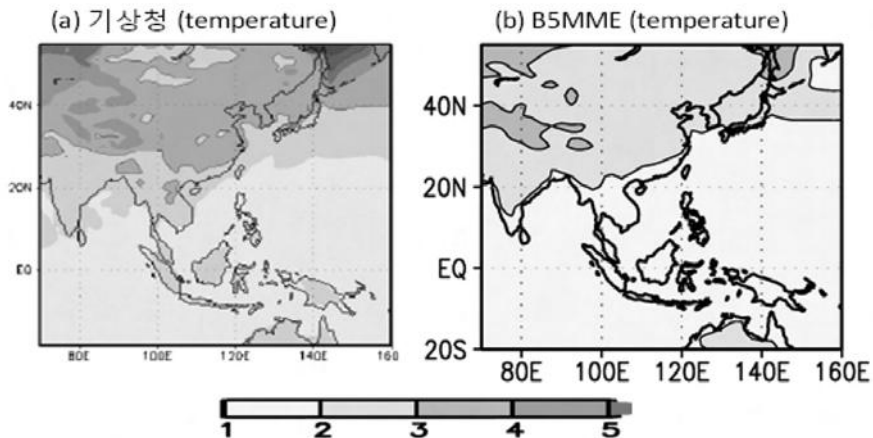 (a) 기상청 (temperature)
(b) B5MME (temperature)
40N
20N
EQ
80E 100E 120E 140E 160
40N
20N
EQ
20S
80E 100E 120E 140E 160E
1 2 3 4 5